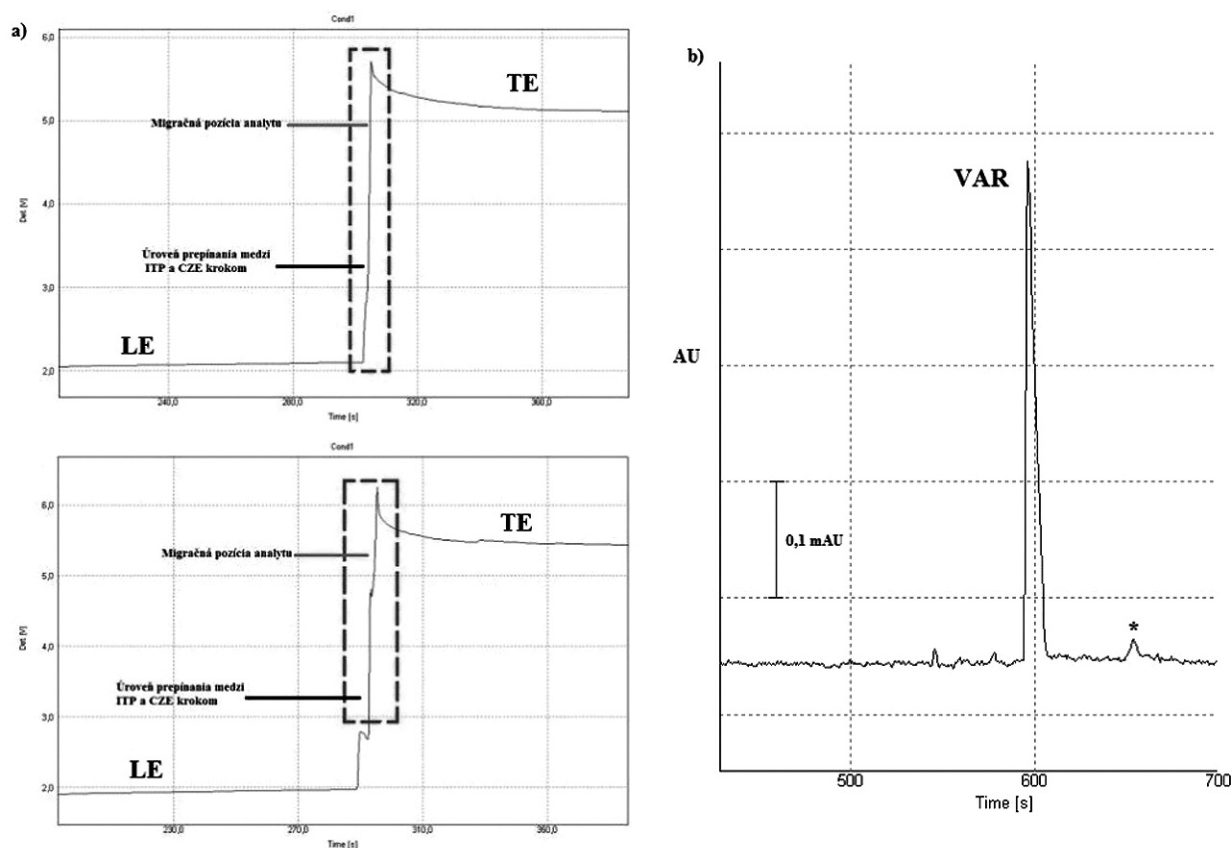 a)
Cond1
6,0
TE
Migračná pozícia analytu
5,0
Det. [V]
4,0
Úroveň prepínania medzi
ITP a CZE krokom
3,0
LE
2,0
240,0 280,0 320,0 360,0
Time [s]
Cond1
6,0
TE
Migračná pozícia analytu
5,0
Det. [V]
4,0
Úroveň prepínania medzi
ITP a CZE krokom
3,0
LE
2,0
230,0 270,0 310,0 350,0
Time [s]
b)
VAR
AU
0,1 mAU
*
500 600 700
Time [s]